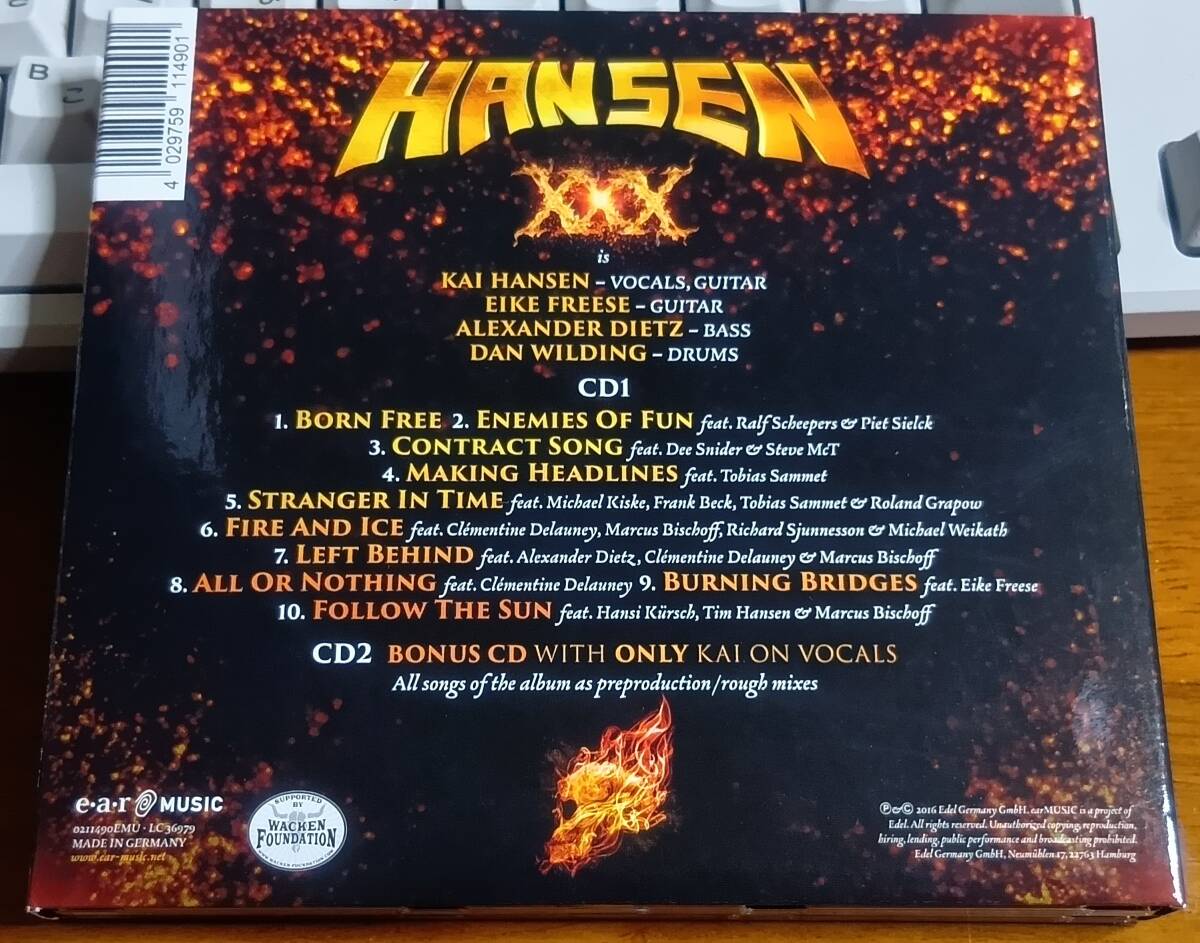 B
4 029759 114901
HANSEN
XXX
is
KAI HANSEN – VOCALS, GUITAR
EIKE FREESE – GUITAR
ALEXANDER DIETZ – BASS
DAN WILDING – DRUMS
CD1
1. BORN FREE 2. ENEMIES OF FUN feat. Ralf Scheepers & Piet Sielck
3. CONTRACT SONG feat. Dee Snider & Steve McT
4. MAKING HEADLINES feat. Tobias Sammet
5. STRANGER IN TIME feat. Michael Kiske, Frank Beck, Tobias Sammet & Roland Grapow
6. FIRE AND ICE feat. Clémentine Delauney, Marcus Bischoff, Richard Sjunnesson & Michael Weikath
7. LEFT BEHIND feat. Alexander Dietz, Clémentine Delauney & Marcus Bischoff
8. ALL OR NOTHING feat. Clémentine Delauney 9. BURNING BRIDGES feat. Eike Freese
10. FOLLOW THE SUN feat. Hansi Kürsch, Tim Hansen & Marcus Bischoff
CD2 BONUS CD WITH ONLY KAI ON VOCALS
All songs of the album as preproduction/rough mixes
e·a·r MUSIC
0211490EMU · LC 36979
MADE IN GERMANY
www.ear-music.net
SUPPORTED
BY
WACKEN
FOUNDATION
WWW.WACKEN-FOUNDATION.COM
℗&© 2016 Edel Germany GmbH. earMUSIC is a project of
Edel. All rights reserved. Unauthorized copying, reproduction,
hiring, lending, public performance and broadcasting prohibited.
Edel Germany GmbH, Neumühlen 17, 22763 Hamburg